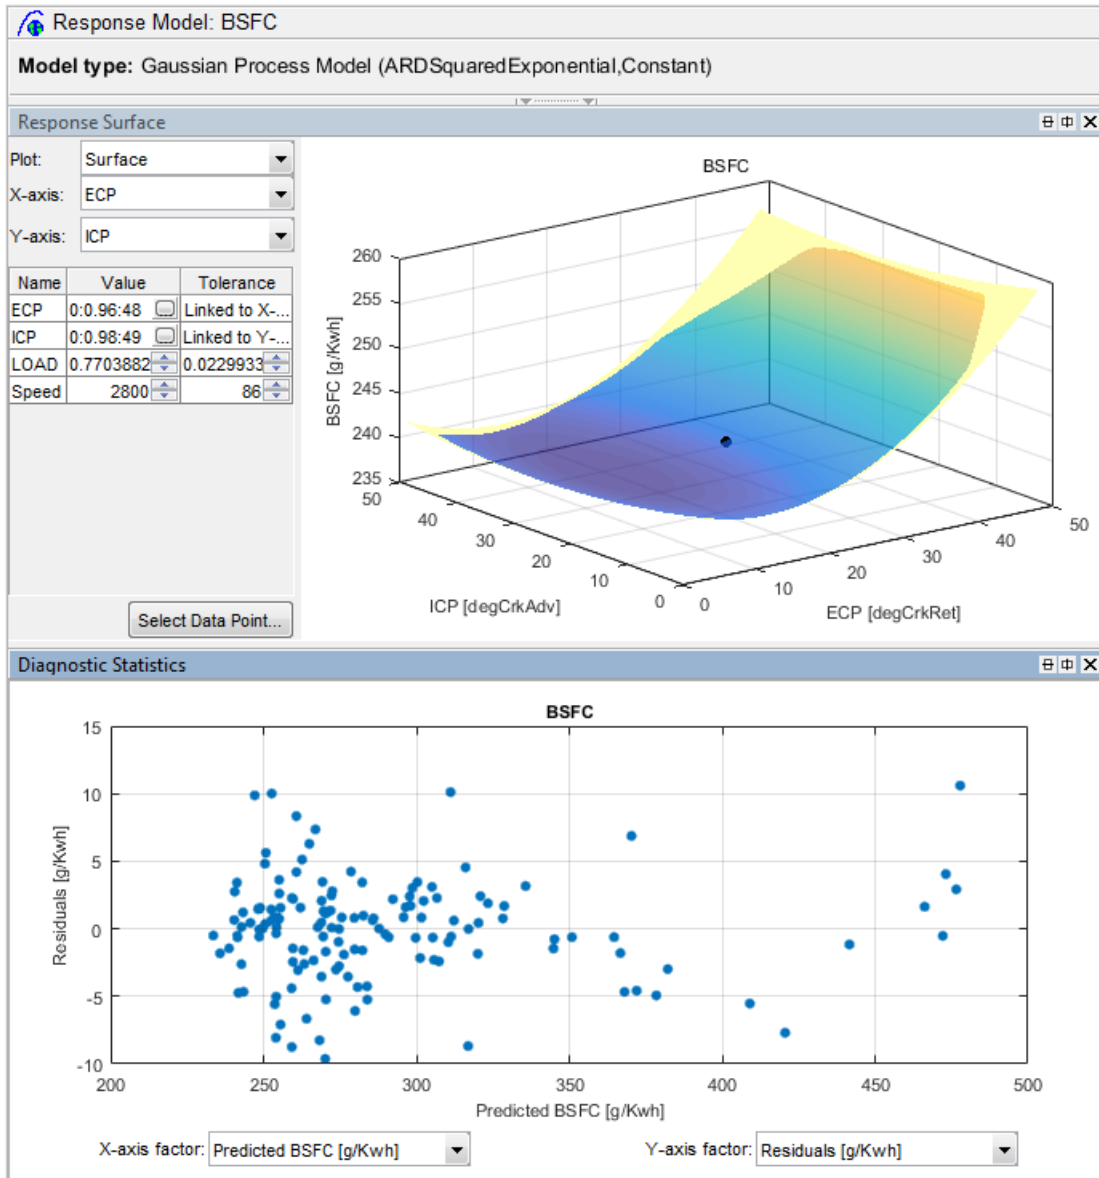 Response Model: BSFC
Model type: Gaussian Process Model (ARDSquaredExponential,Constant)
Response Surface
Plot: Surface
X-axis: ECP
Y-axis: ICP
Name Value Tolerance
ECP 0:0.96:48 Linked to X-...
ICP 0:0.98:49 Linked to Y-...
LOAD 0.7703882 0.0229933
Speed 2800 86
Select Data Point...
BSFC
260
255
250
245
240
235
BSFC [g/Kwh]
50
40
30
20
10
0
ICP [degCrkAdv]
0
10
20
30
40
50
ECP [degCrkRet]
Diagnostic Statistics
BSFC
15
10
5
0
-5
-10
Residuals [g/Kwh]
200 250 300 350 400 450 500
Predicted BSFC [g/Kwh]
X-axis factor: Predicted BSFC [g/Kwh] Y-axis factor: Residuals [g/Kwh]